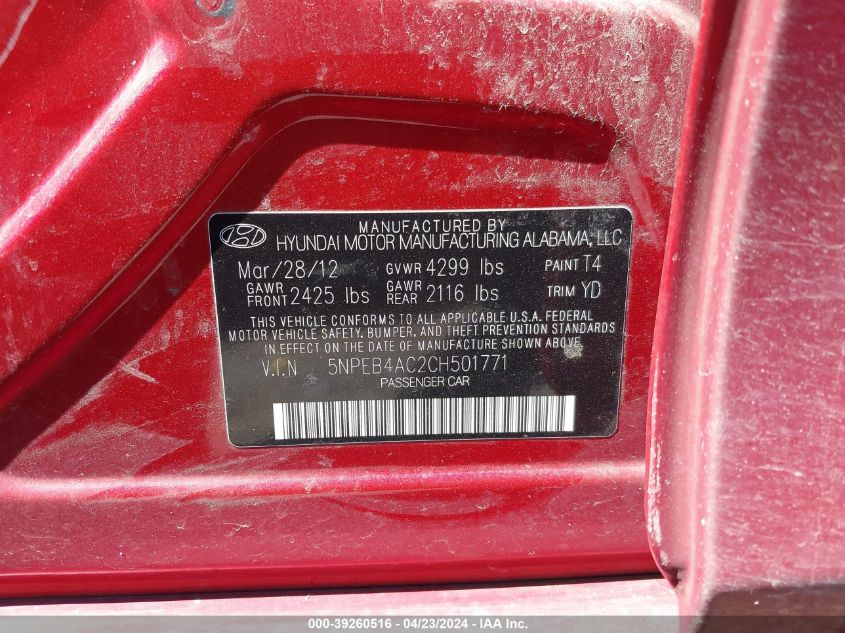 MANUFACTURED BY
HYUNDAI MOTOR MANUFACTURING ALABAMA, LLC
Mar/28/12 GVWR 4299 lbs PAINT T4
GAWR FRONT 2425 lbs GAWR REAR 2116 lbs TRIM YD
THIS VEHICLE CONFORMS TO ALL APPLICABLE U.S.A. FEDERAL
MOTOR VEHICLE SAFETY, BUMPER, AND THEFT PREVENTION STANDARDS
IN EFFECT ON THE DATE OF MANUFACTURE SHOWN ABOVE.
V.I.N 5NPEB4AC2CH501771
PASSENGER CAR
000-39260516 - 04/23/2024 - IAA Inc.